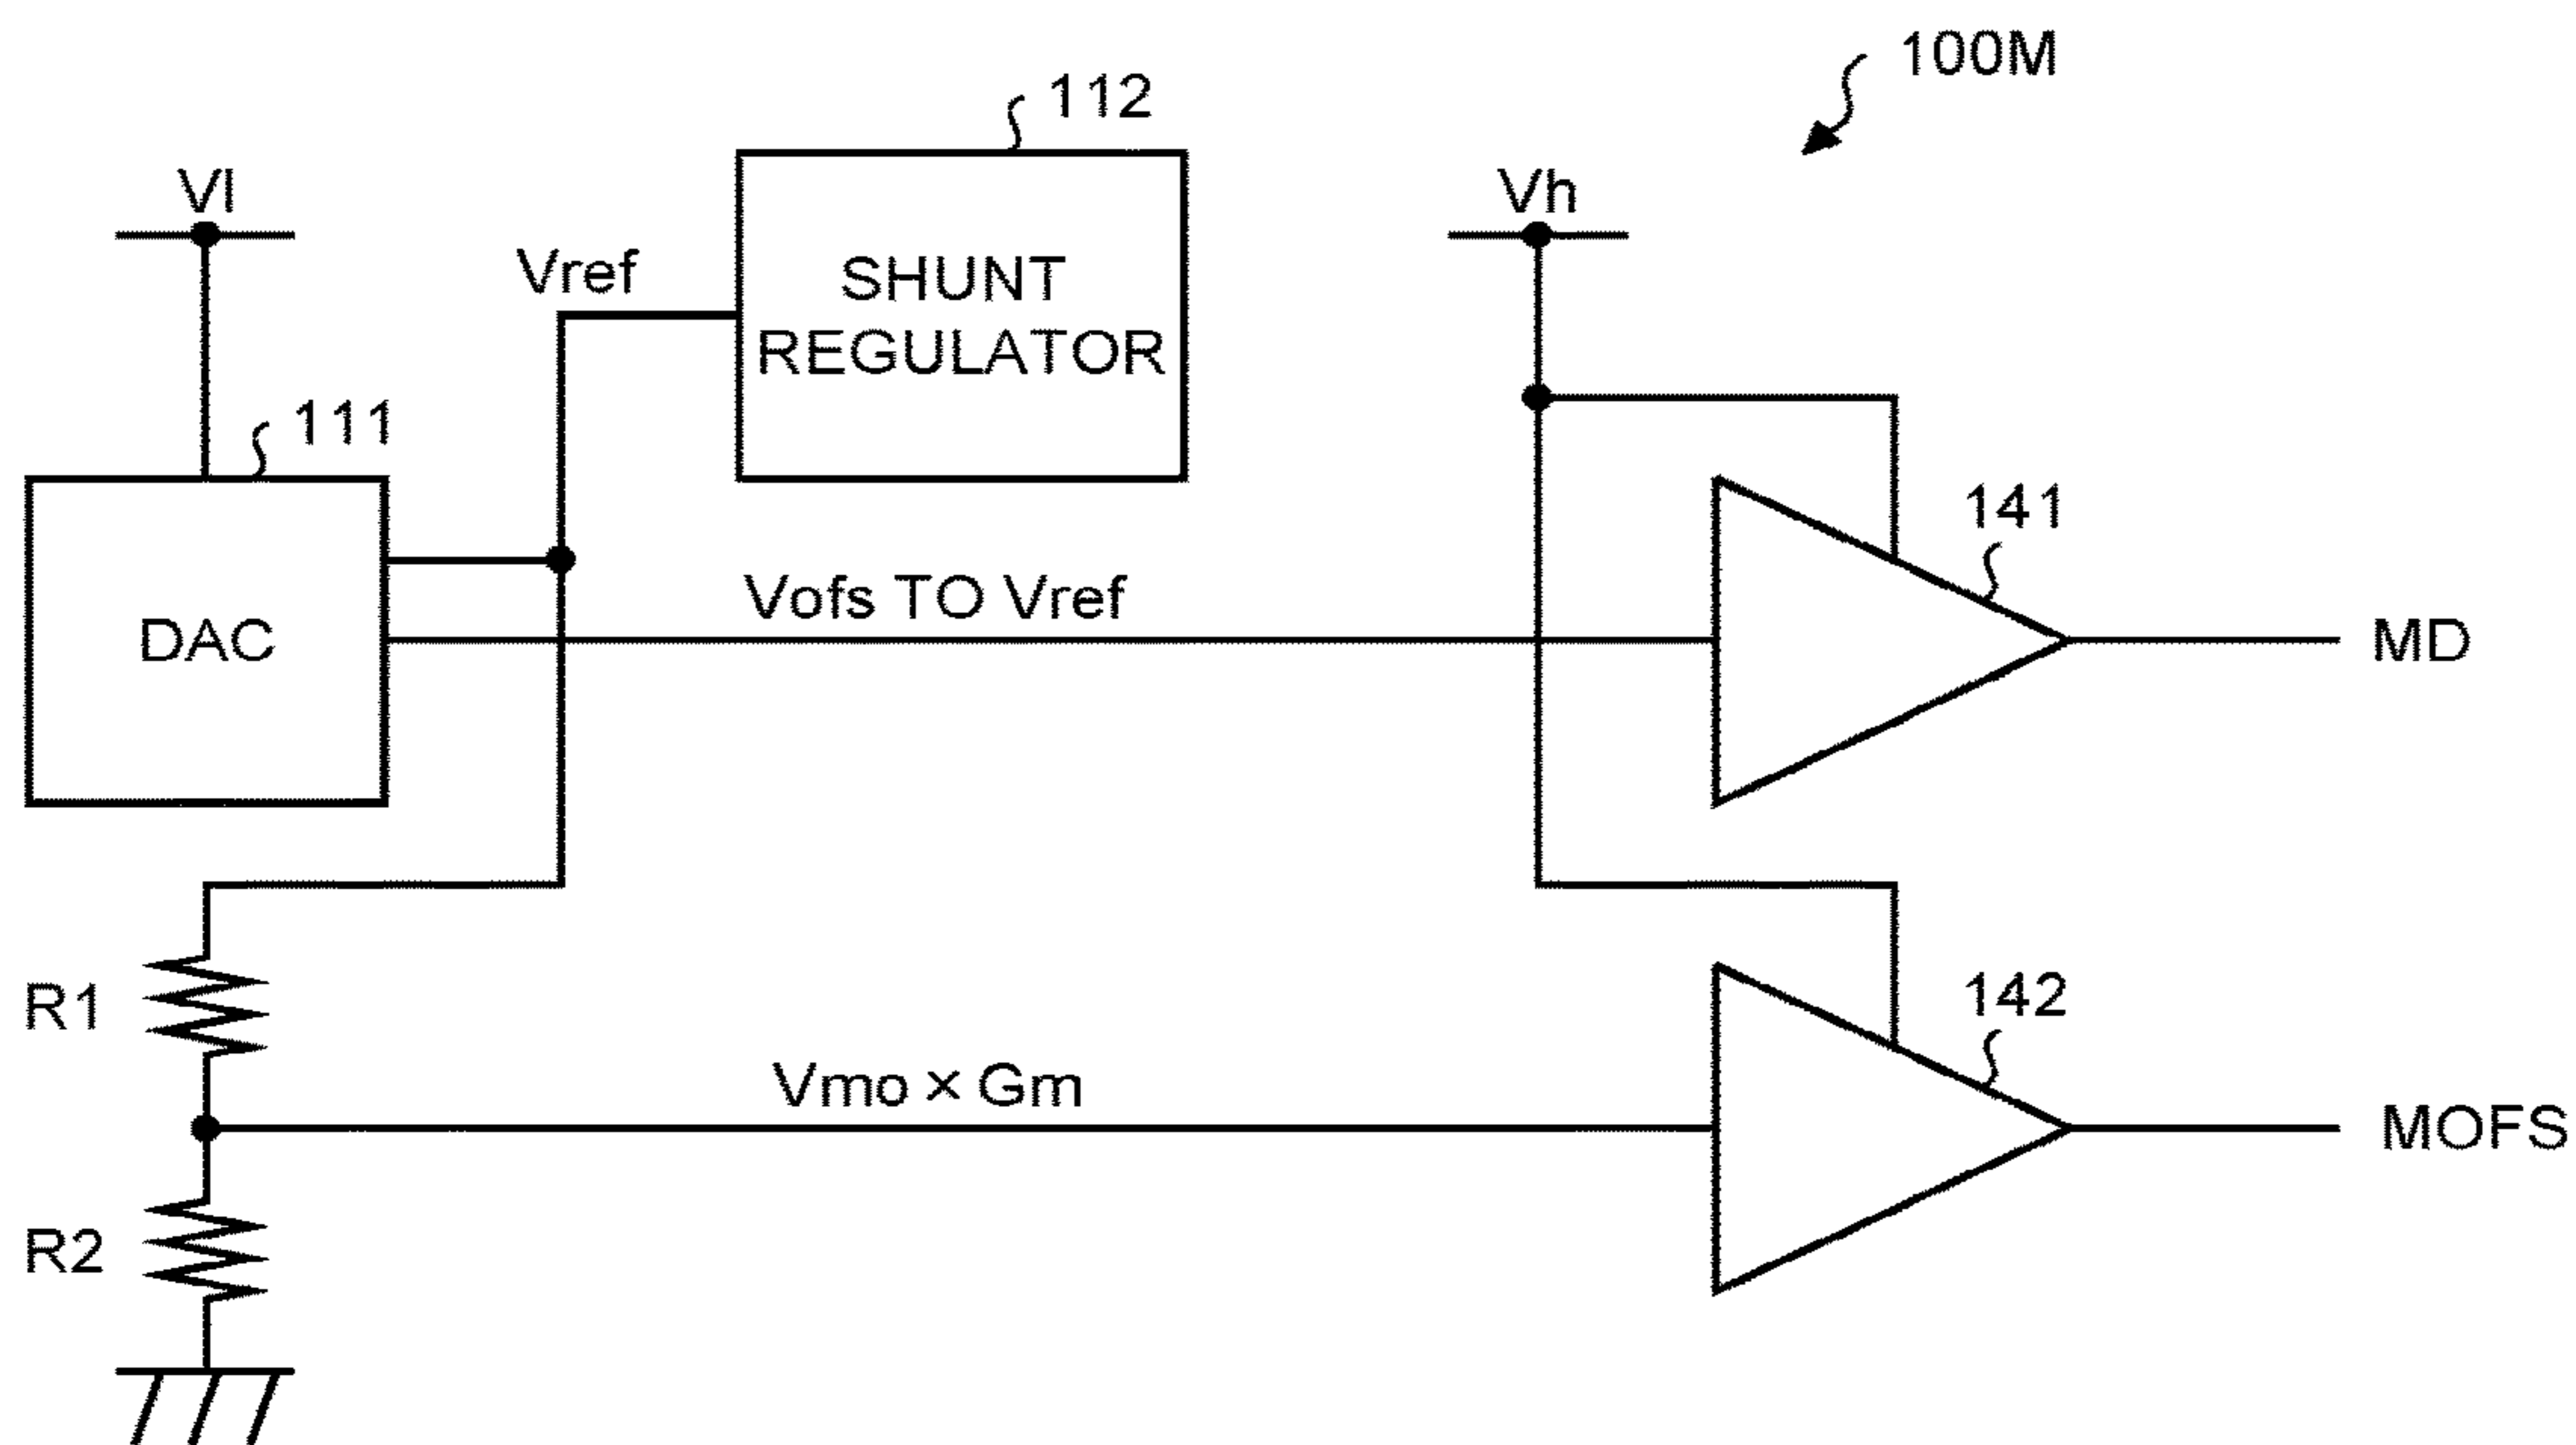 100M
112
Vl
Vh
Vref
SHUNT
REGULATOR
111
141
Vofs TO Vref
DAC
MD
R1
142
Vmo × Gm
MOFS
R2